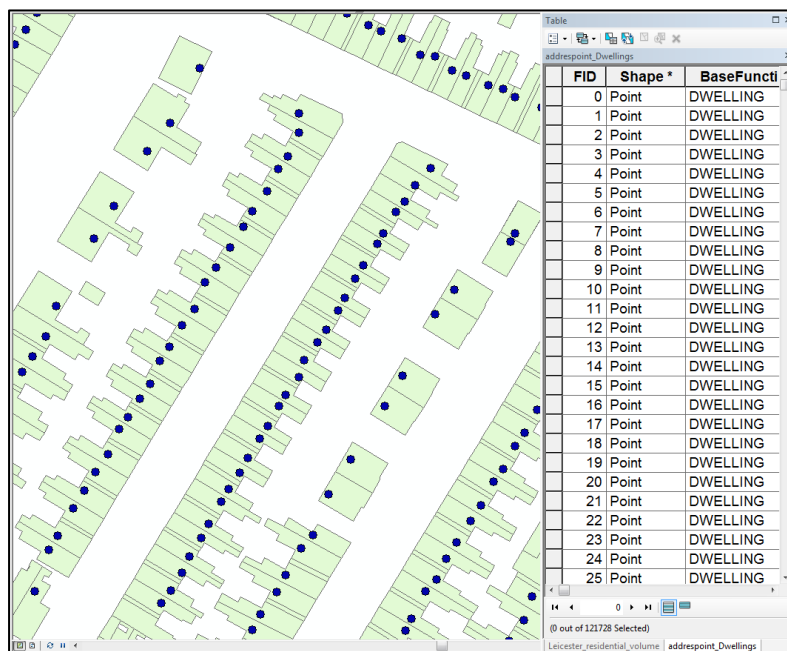 Table
addrespoint_Dwellings
FID Shape * BaseFuncti
0 Point DWELLING
1 Point DWELLING
2 Point DWELLING
3 Point DWELLING
4 Point DWELLING
5 Point DWELLING
6 Point DWELLING
7 Point DWELLING
8 Point DWELLING
9 Point DWELLING
10 Point DWELLING
11 Point DWELLING
12 Point DWELLING
13 Point DWELLING
14 Point DWELLING
15 Point DWELLING
16 Point DWELLING
17 Point DWELLING
18 Point DWELLING
19 Point DWELLING
20 Point DWELLING
21 Point DWELLING
22 Point DWELLING
23 Point DWELLING
24 Point DWELLING
25 Point DWELLING
0
(0 out of 121728 Selected)
Leicester_residential_volume addrespoint_Dwellings